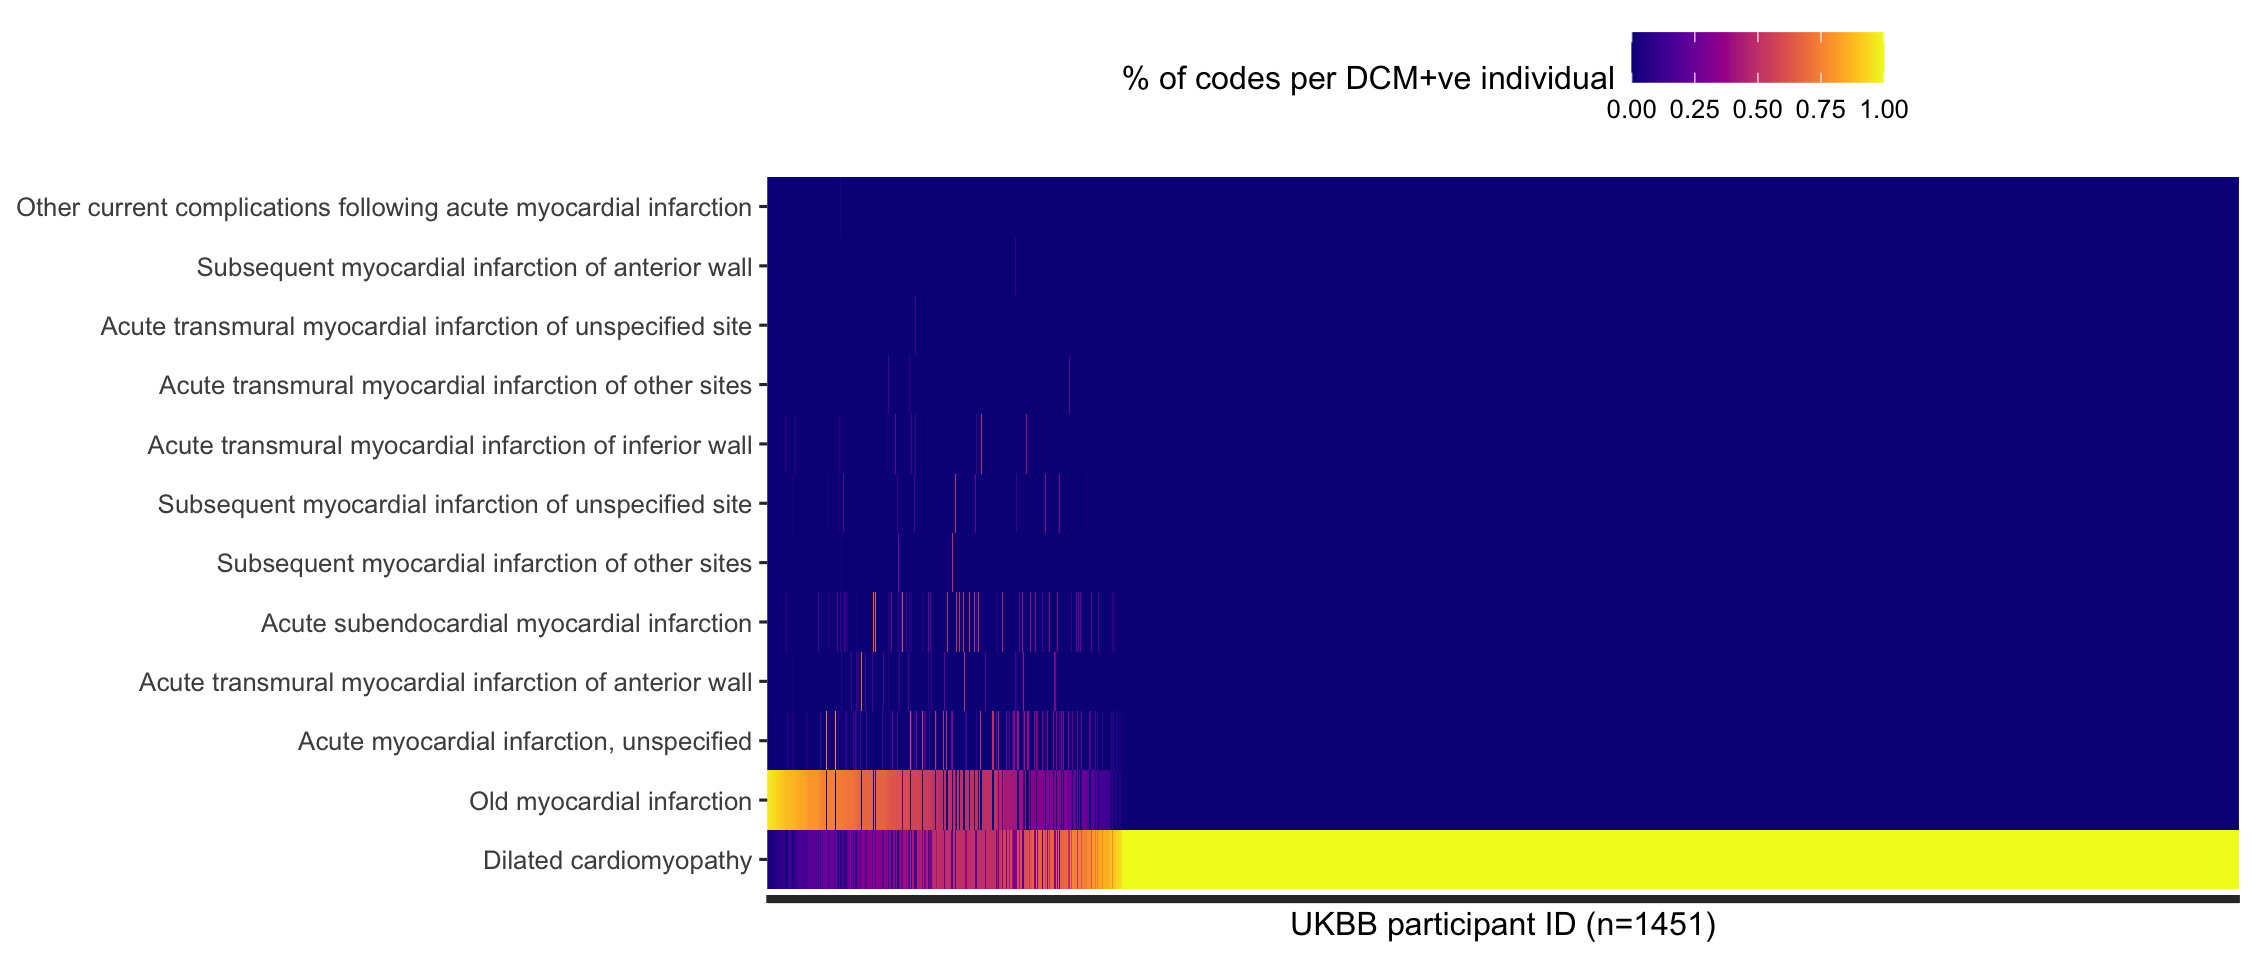 % of codes per DCM+ve individual
0.00 0.25 0.50 0.75 1.00
Other current complications following acute myocardial infarction
Subsequent myocardial infarction of anterior wall
Acute transmural myocardial infarction of unspecified site
Acute transmural myocardial infarction of other sites
Acute transmural myocardial infarction of inferior wall
Subsequent myocardial infarction of unspecified site
Subsequent myocardial infarction of other sites
Acute subendocardial myocardial infarction
Acute transmural myocardial infarction of anterior wall
Acute myocardial infarction, unspecified
Old myocardial infarction
Dilated cardiomyopathy
UKBB participant ID (n=1451)